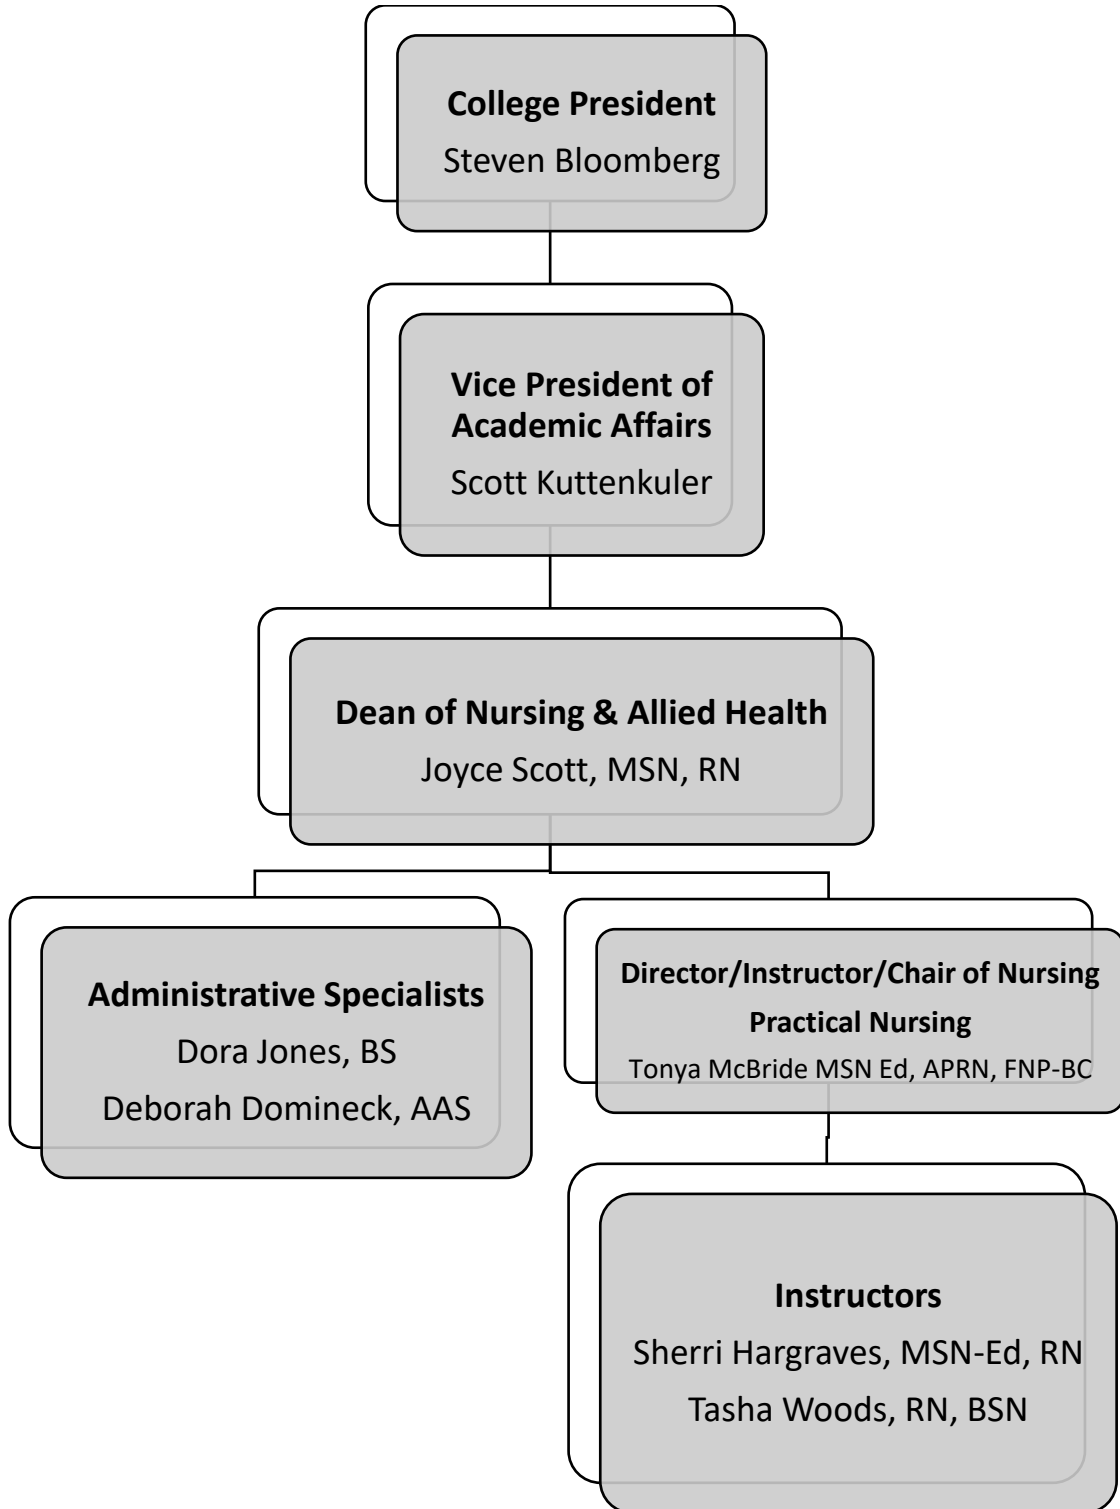 College President
Steven Bloomberg
Vice President of
Academic Affairs
Scott Kuttenkuler
Dean of Nursing & Allied Health
Joyce Scott, MSN, RN
Administrative Specialists
Dora Jones, BS
Deborah Domineck, AAS
Director/Instructor/Chair of Nursing
Practical Nursing
Tonya McBride MSN Ed, APRN, FNP-BC
Instructors
Sherri Hargraves, MSN-Ed, RN
Tasha Woods, RN, BSN